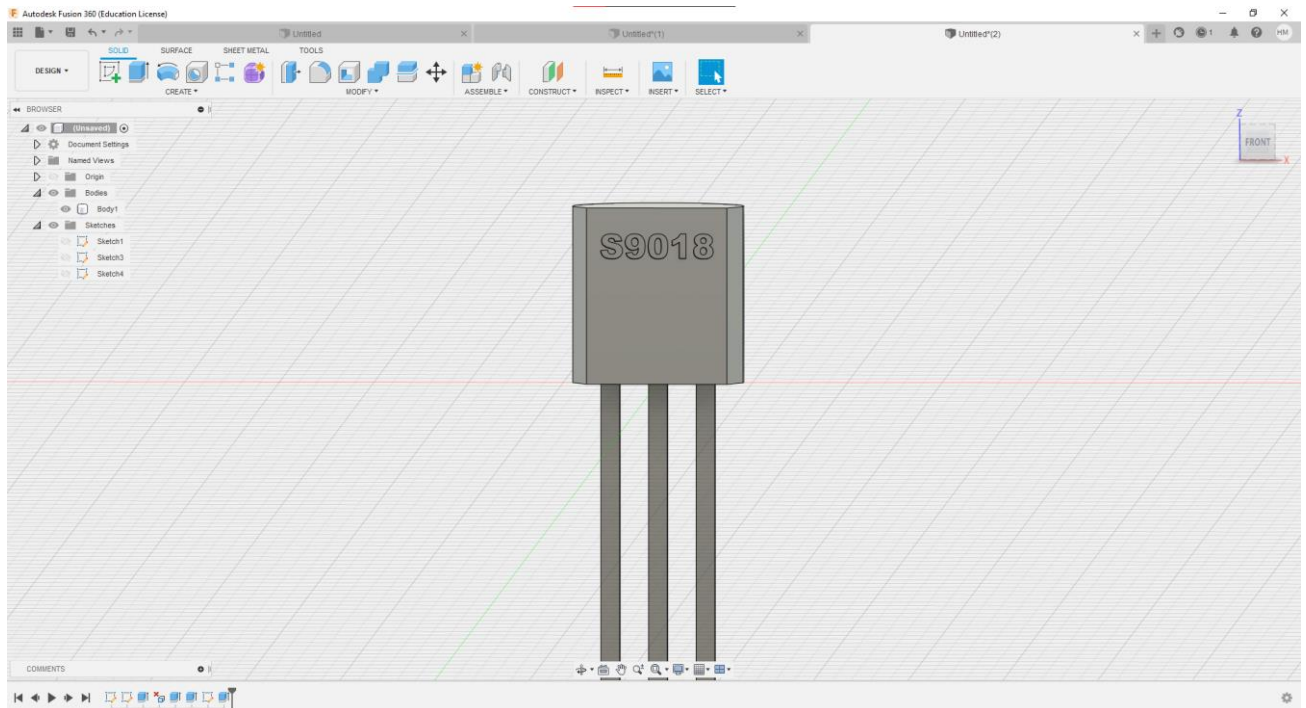 Autodesk Fusion 360 (Education License)
Untitled
Untitled*(1)
Untitled*(2)
1
HM
SOLID SURFACE SHEET METAL TOOLS
DESIGN
CREATE
MODIFY
ASSEMBLE
CONSTRUCT
INSPECT
INSERT
SELECT
BROWSER
(Unsaved)
Document Settings
Named Views
Origin
Bodies
Body1
Sketches
Sketch1
Sketch3
Sketch4
Z
FRONT
X
S9018
COMMENTS